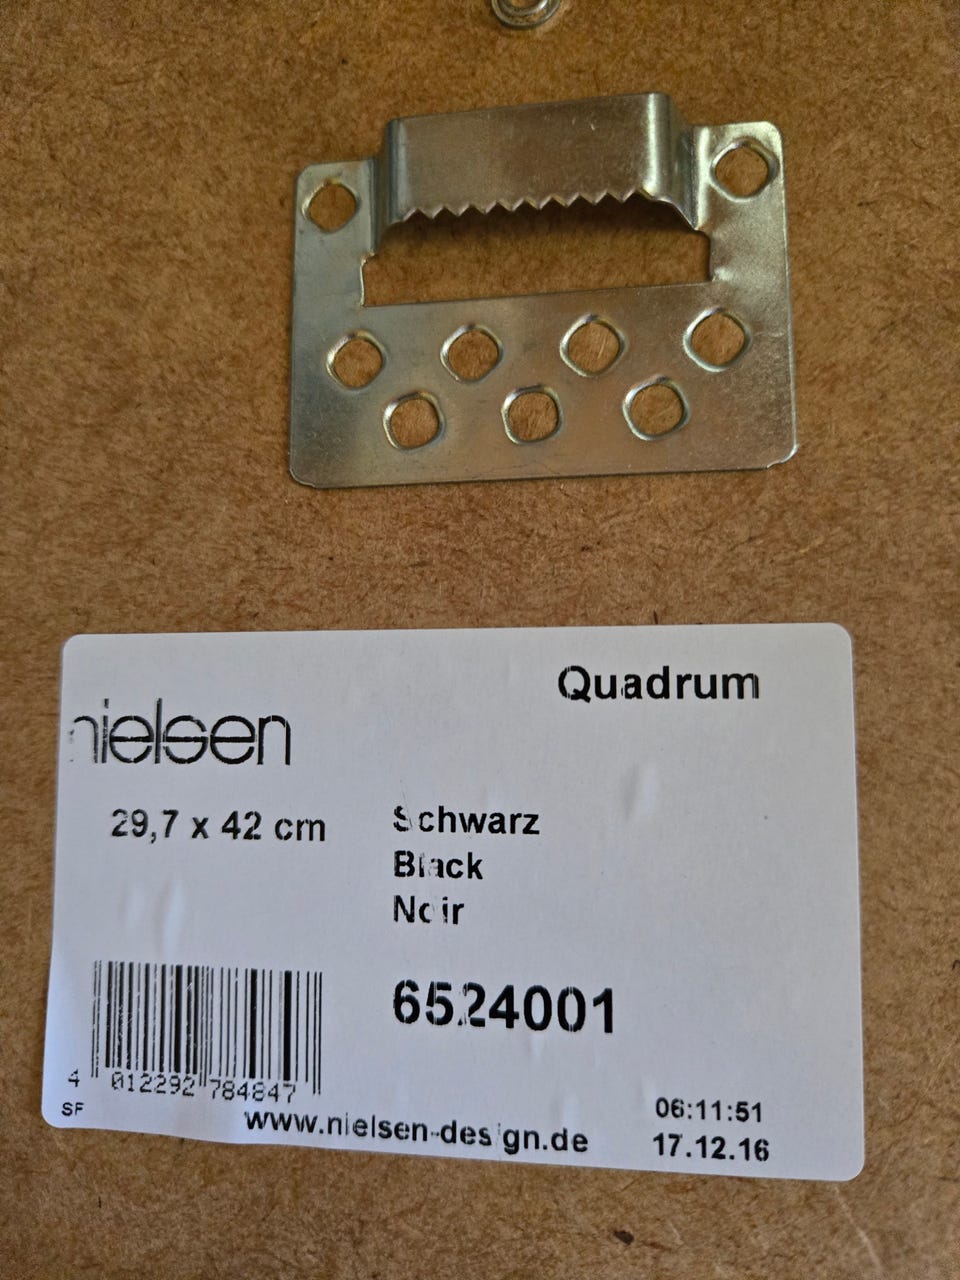 Quadrum
nielsen
29,7 x 42 cm
Schwarz
Black
Noir
6524001
4 012292 784847
SF
www.nielsen-design.de
06:11:51
17.12.16